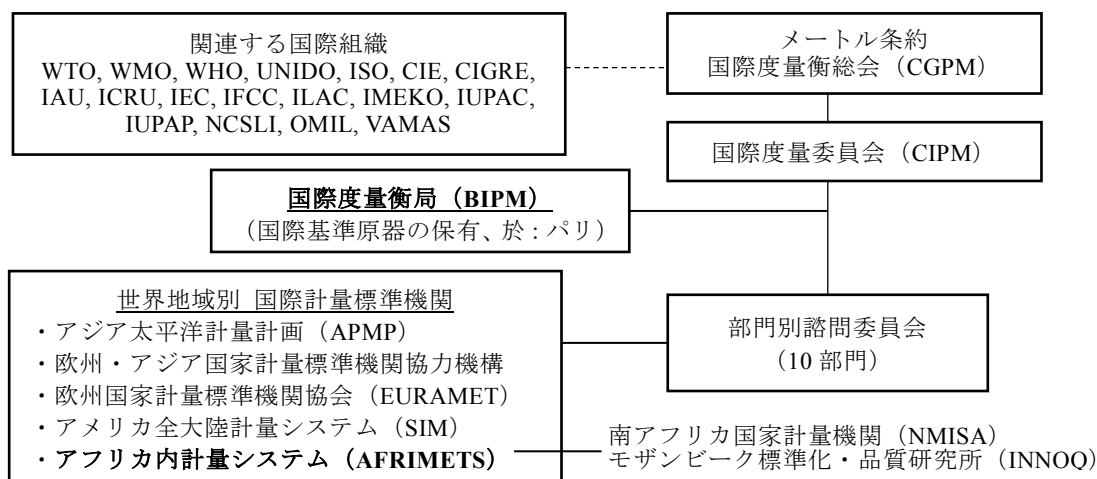 関連する国際組織
WTO, WMO, WHO, UNIDO, ISO, CIE, CIGRE,
IAU, ICRU, IEC, IFCC, ILAC, IMEKO, IUPAC,
IUPAP, NCSLI, OMIL, VAMAS
メートル条約
国際度量衡総会（CGPM）
国際度量委員会（CIPM）
国際度量衡局（BIPM）
（国際基準原器の保有、於：パリ）
世界地域別 国際計量標準機関
・アジア太平洋計量計画（APMP）
・欧州・アジア国家計量標準機関協力機構
・欧州国家計量標準機関協会（EURAMET）
・アメリカ全大陸計量システム（SIM）
・アフリカ内計量システム（AFRIMETS）
部門別諮問委員会
（10 部門）
南アフリカ国家計量機関（NMISA）
モザンビーク標準化・品質研究所（INNOQ）